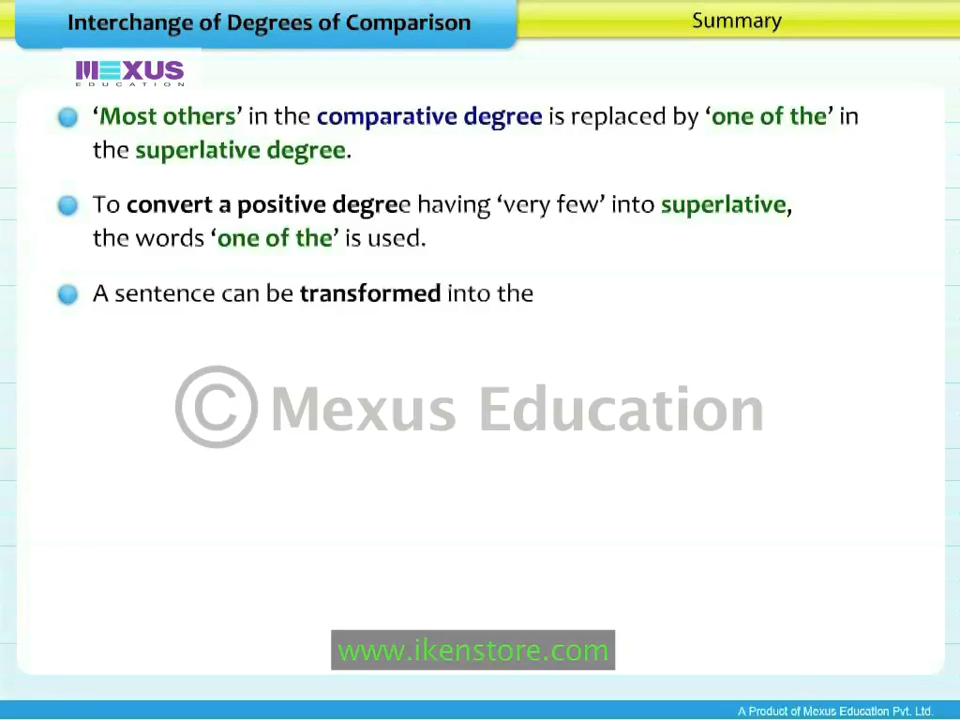 Interchange of Degrees of Comparison
Summary
MEXUS
EDUCATION
‘Most others’ in the comparative degree is replaced by ‘one of the’ in
the superlative degree.
To convert a positive degree having ‘very few’ into superlative,
the words ‘one of the’ is used.
A sentence can be transformed into the
© Mexus Education
www.ikenstore.com
A Product of Mexus Education Pvt. Ltd.